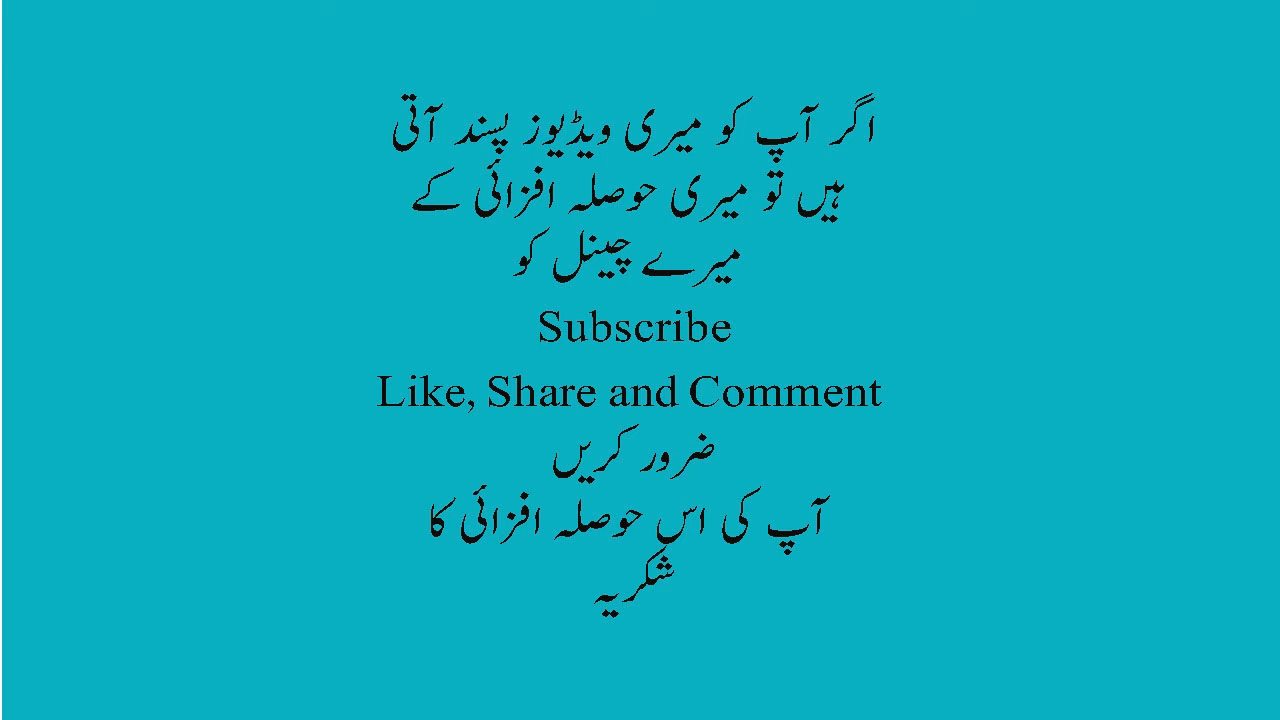 اگر آپ کو میری ویڈیوز پسند آتی
ہیں تو میری حوصلہ افزائی کے
میرے چینل کو
Subscribe
Like, Share and Comment
ضرور کریں
آپ کی اس حوصلہ افزائی کا
شکریہ